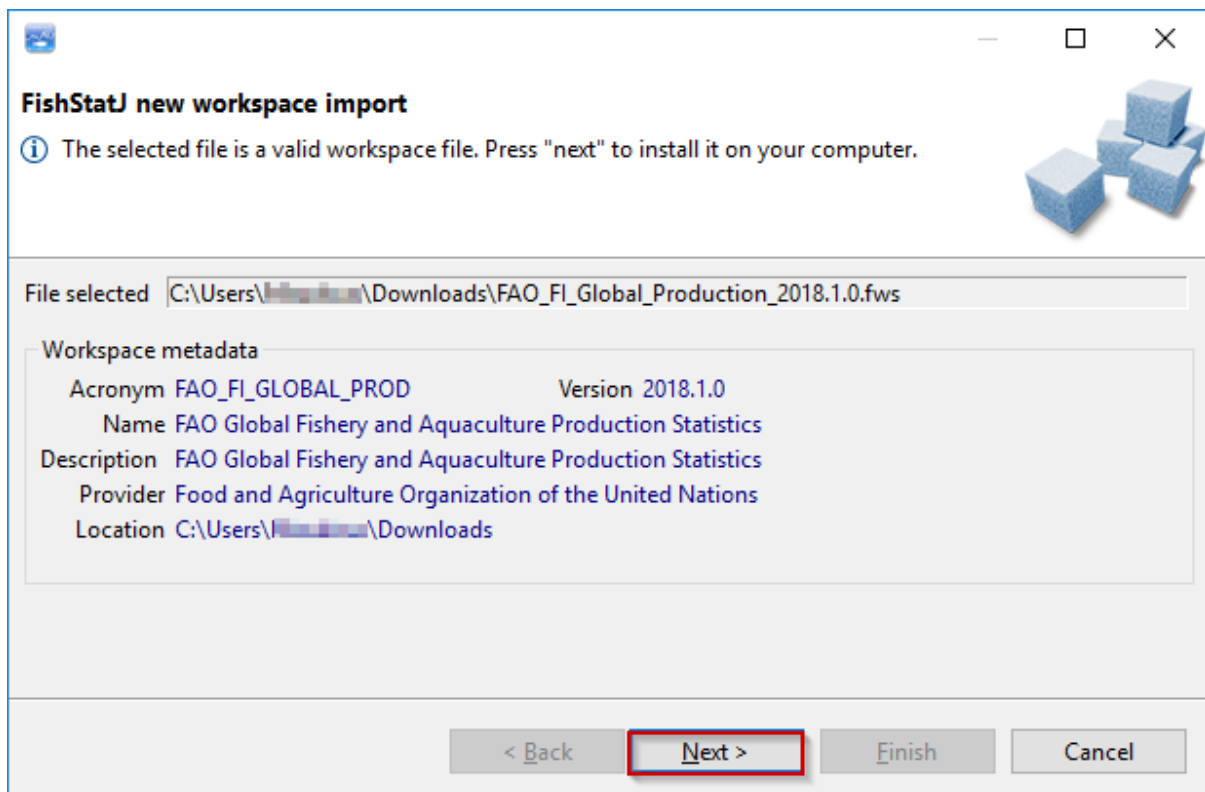 FishStatJ new workspace import
The selected file is a valid workspace file. Press "next" to install it on your computer.
File selected C:\Users\ \Downloads\FAO_FI_Global_Production_2018.1.0.fws
Workspace metadata
Acronym FAO_FI_GLOBAL_PROD Version 2018.1.0
Name FAO Global Fishery and Aquaculture Production Statistics
Description FAO Global Fishery and Aquaculture Production Statistics
Provider Food and Agriculture Organization of the United Nations
Location C:\Users\ \Downloads
< Back Next > Finish Cancel